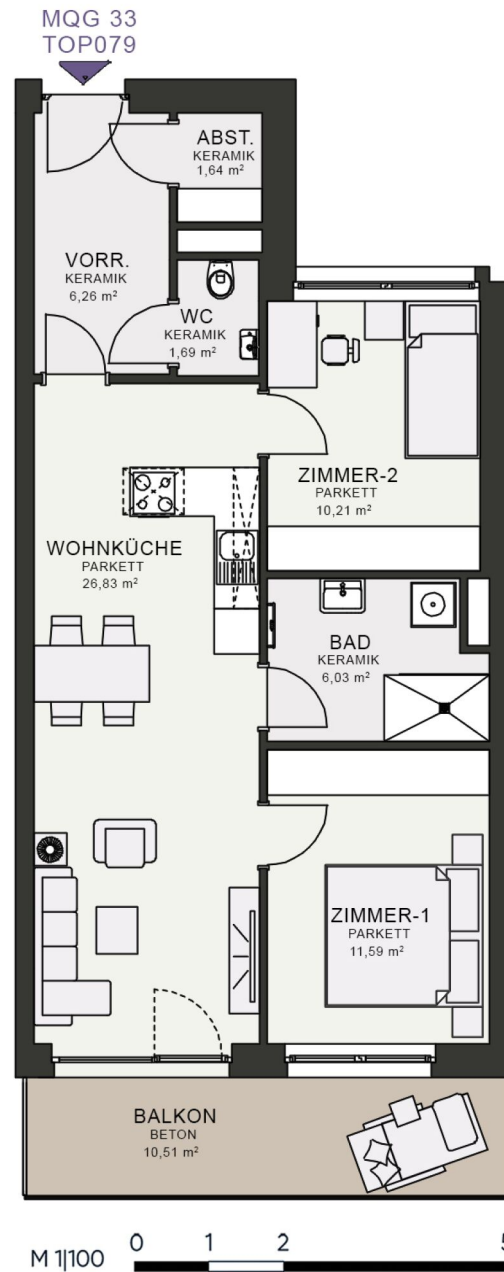 MQG 33
TOP079
ABST.
KERAMIK
1,64 m²
VORR.
KERAMIK
6,26 m²
WC
KERAMIK
1,69 m²
ZIMMER-2
PARKETT
10,21 m²
WOHNKÜCHE
PARKETT
26,83 m²
BAD
KERAMIK
6,03 m²
ZIMMER-1
PARKETT
11,59 m²
BALKON
BETON
10,51 m²
M 1|100
0 1 2 5